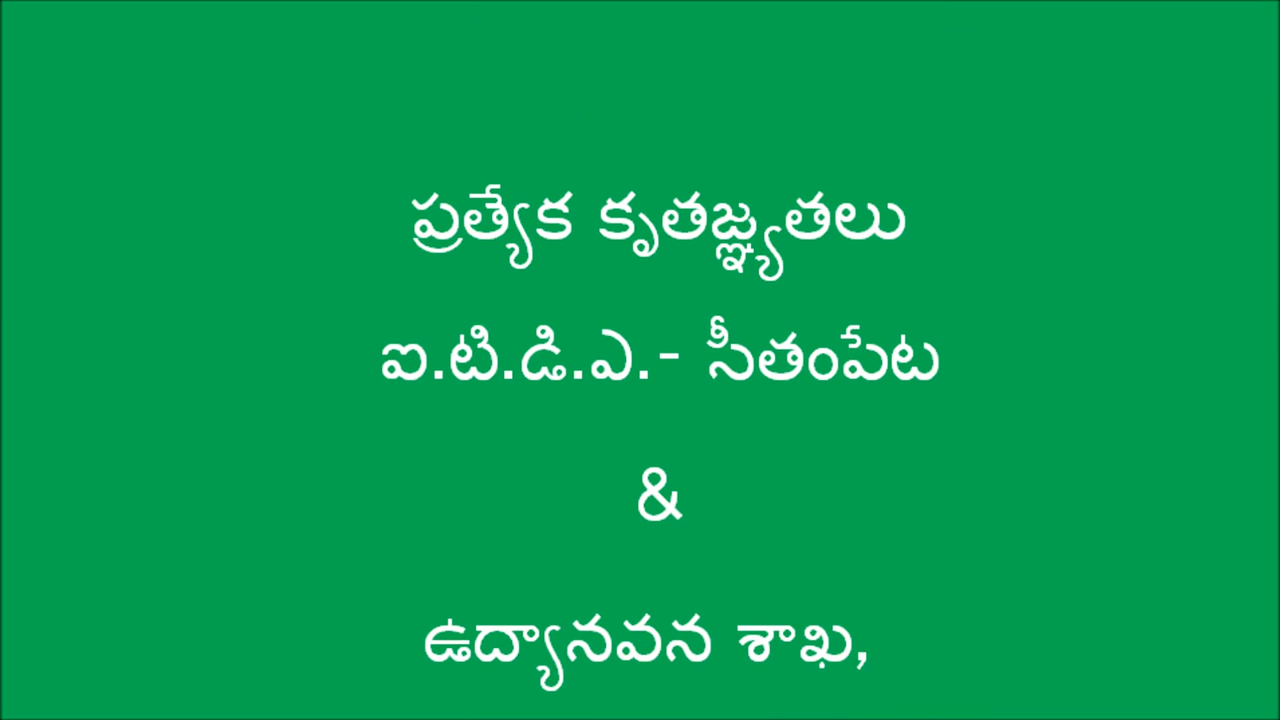 ప్రత్యేక కృతజ్ఞ్యతలు
ఐ.టి.డి.ఎ.- సీతంపేట
&
ఉద్యానవన శాఖ,